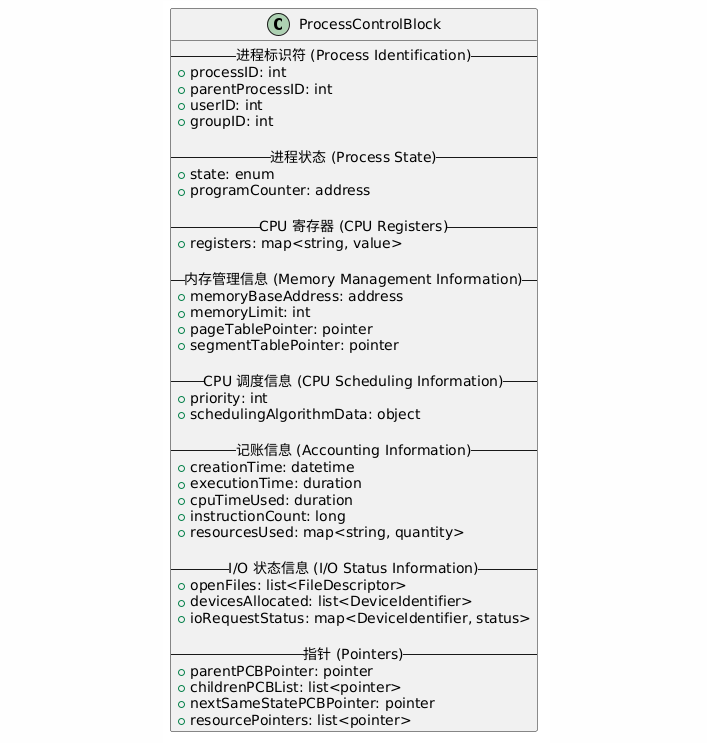 C ProcessControlBlock
进程标识符 (Process Identification)
processID: int
parentProcessID: int
userID: int
groupID: int
进程状态 (Process State)
state: enum
programCounter: address
CPU 寄存器 (CPU Registers)
registers: map<string, value>
内存管理信息 (Memory Management Information)
memoryBaseAddress: address
memoryLimit: int
pageTablePointer: pointer
segmentTablePointer: pointer
CPU 调度信息 (CPU Scheduling Information)
priority: int
schedulingAlgorithmData: object
记账信息 (Accounting Information)
creationTime: datetime
executionTime: duration
cpuTimeUsed: duration
instructionCount: long
resourcesUsed: map<string, quantity>
I/O 状态信息 (I/O Status Information)
openFiles: list<FileDescriptor>
devicesAllocated: list<DeviceIdentifier>
ioRequestStatus: map<DeviceIdentifier, status>
指针 (Pointers)
parentPCBPointer: pointer
childrenPCBList: list<pointer>
nextSameStatePCBPointer: pointer
resourcePointers: list<pointer>